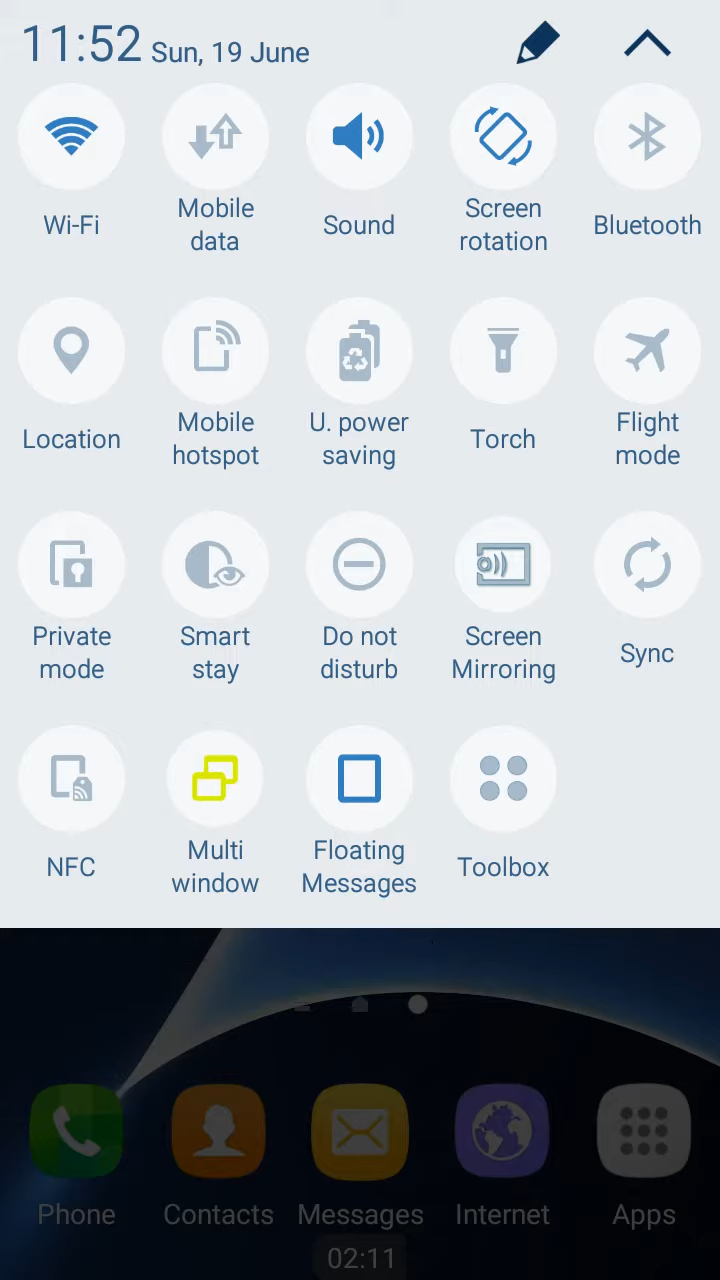 11:52 Sun, 19 June
Wi-Fi
Mobile
data
Sound
Screen
rotation
Bluetooth
Location
Mobile
hotspot
U. power
saving
Torch
Flight
mode
Private
mode
Smart
stay
Do not
disturb
Screen
Mirroring
Sync
NFC
Multi
window
Floating
Messages
Toolbox
Phone
Contacts
Messages
Internet
Apps
02:11